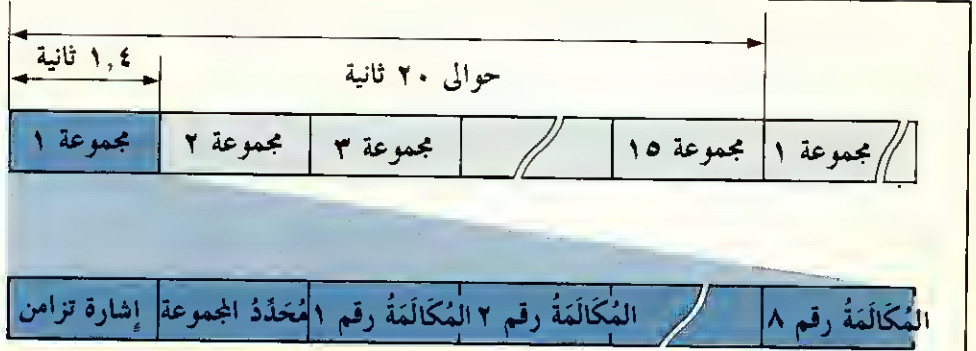 ١,٤ ثانية
حوالى ٢٠ ثانية
مجموعة ١
مجموعة ٢
مجموعة ٣
مجموعة ١٥
مجموعة ١
إشارة تزامن
مُحَدِّدُ المجموعة
المُكَالَمَةُ رقم ١
المُكَالَمَةُ رقم ٢
المُكَالَمَةُ رقم ٨